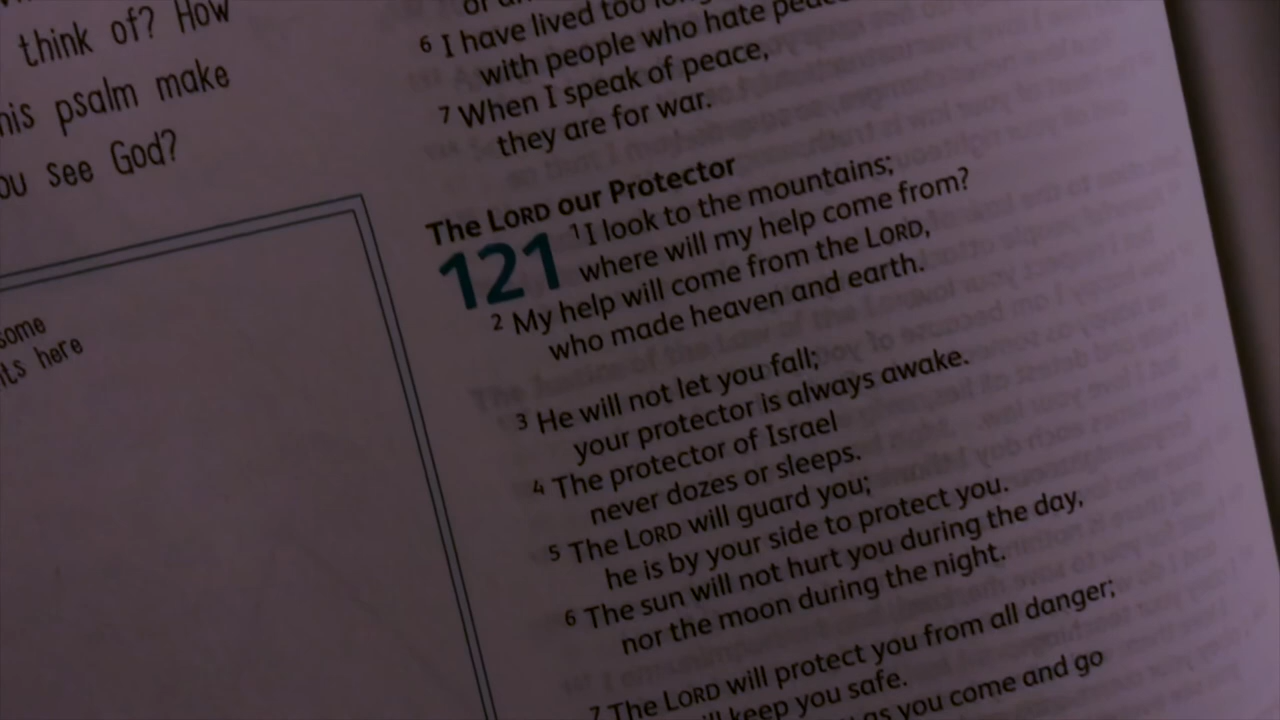 think of? How
his psalm make
ou see God?
some
ts here
6 I have lived too long
with people who hate peace
7 When I speak of peace,
they are for war.
The LORD our Protector
121 1 I look to the mountains;
where will my help come from?
2 My help will come from the LORD,
who made heaven and earth.
3 He will not let you fall;
your protector is always awake.
4 The protector of Israel
never dozes or sleeps.
5 The LORD will guard you;
he is by your side to protect you.
6 The sun will not hurt you during the day,
nor the moon during the night.
7 The LORD will protect you from all danger;
keep you safe.
as you come and go